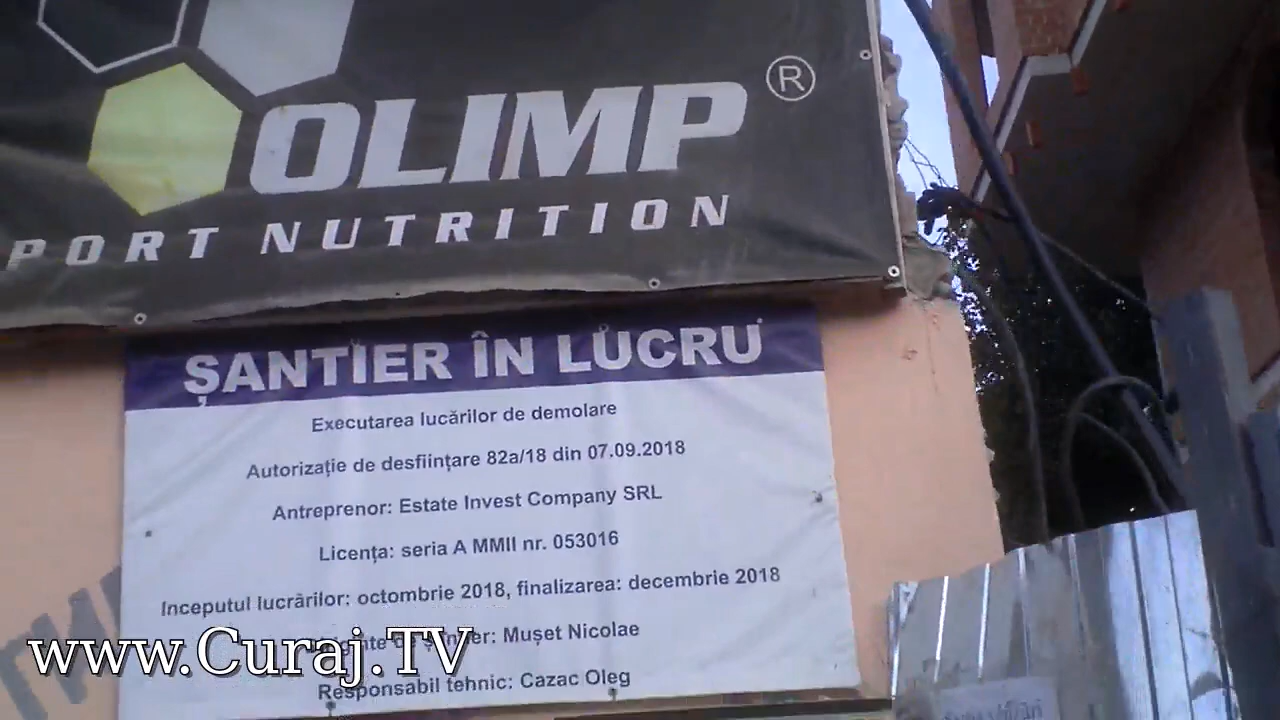 OLIMP ®
PORT NUTRITION
ȘANTIER ÎN LUCRU
Executarea lucărilor de demolare
Autorizație de desființare 82a/18 din 07.09.2018
Antreprenor: Estate Invest Company SRL
Licența: seria A MMII nr. 053016
Inceputul lucrărilor: octombrie 2018, finalizarea: decembrie 2018
șantier: Mușet Nicolae
Responsabil tehnic: Cazac Oleg
www.Curaj.TV